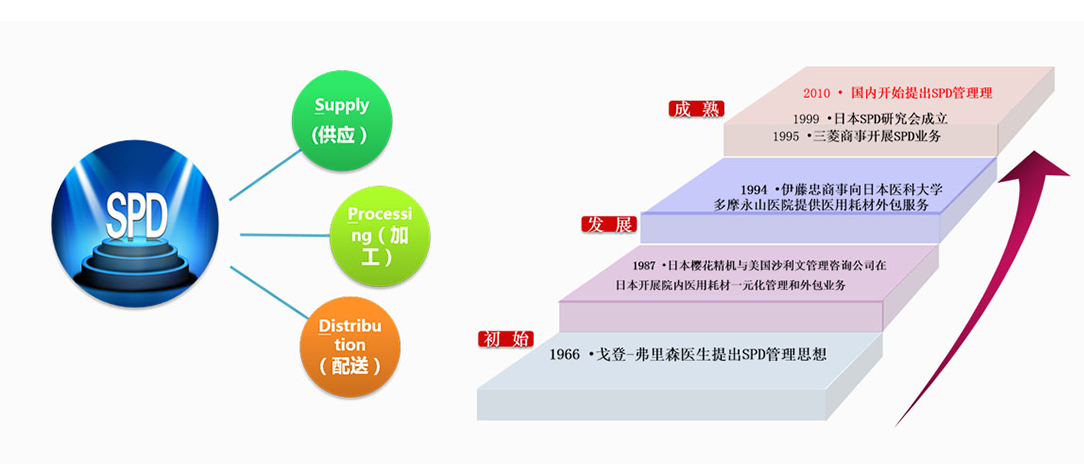 SPD
Supply
(供应）
Processi
ng（加
工）
Distribu
tion
（配送）
成熟
2010 • 国内开始提出SPD管理理
1999 •日本SPD研究会成立
1995 •三菱商事开展SPD业务
发展
1994 •伊藤忠商事向日本医科大学
多摩永山医院提供医用耗材外包服务
1987 •日本樱花精机与美国沙利文管理咨询公司在
日本开展院内医用耗材一元化管理和外包业务
初始
1966 •戈登-弗里森医生提出SPD管理思想